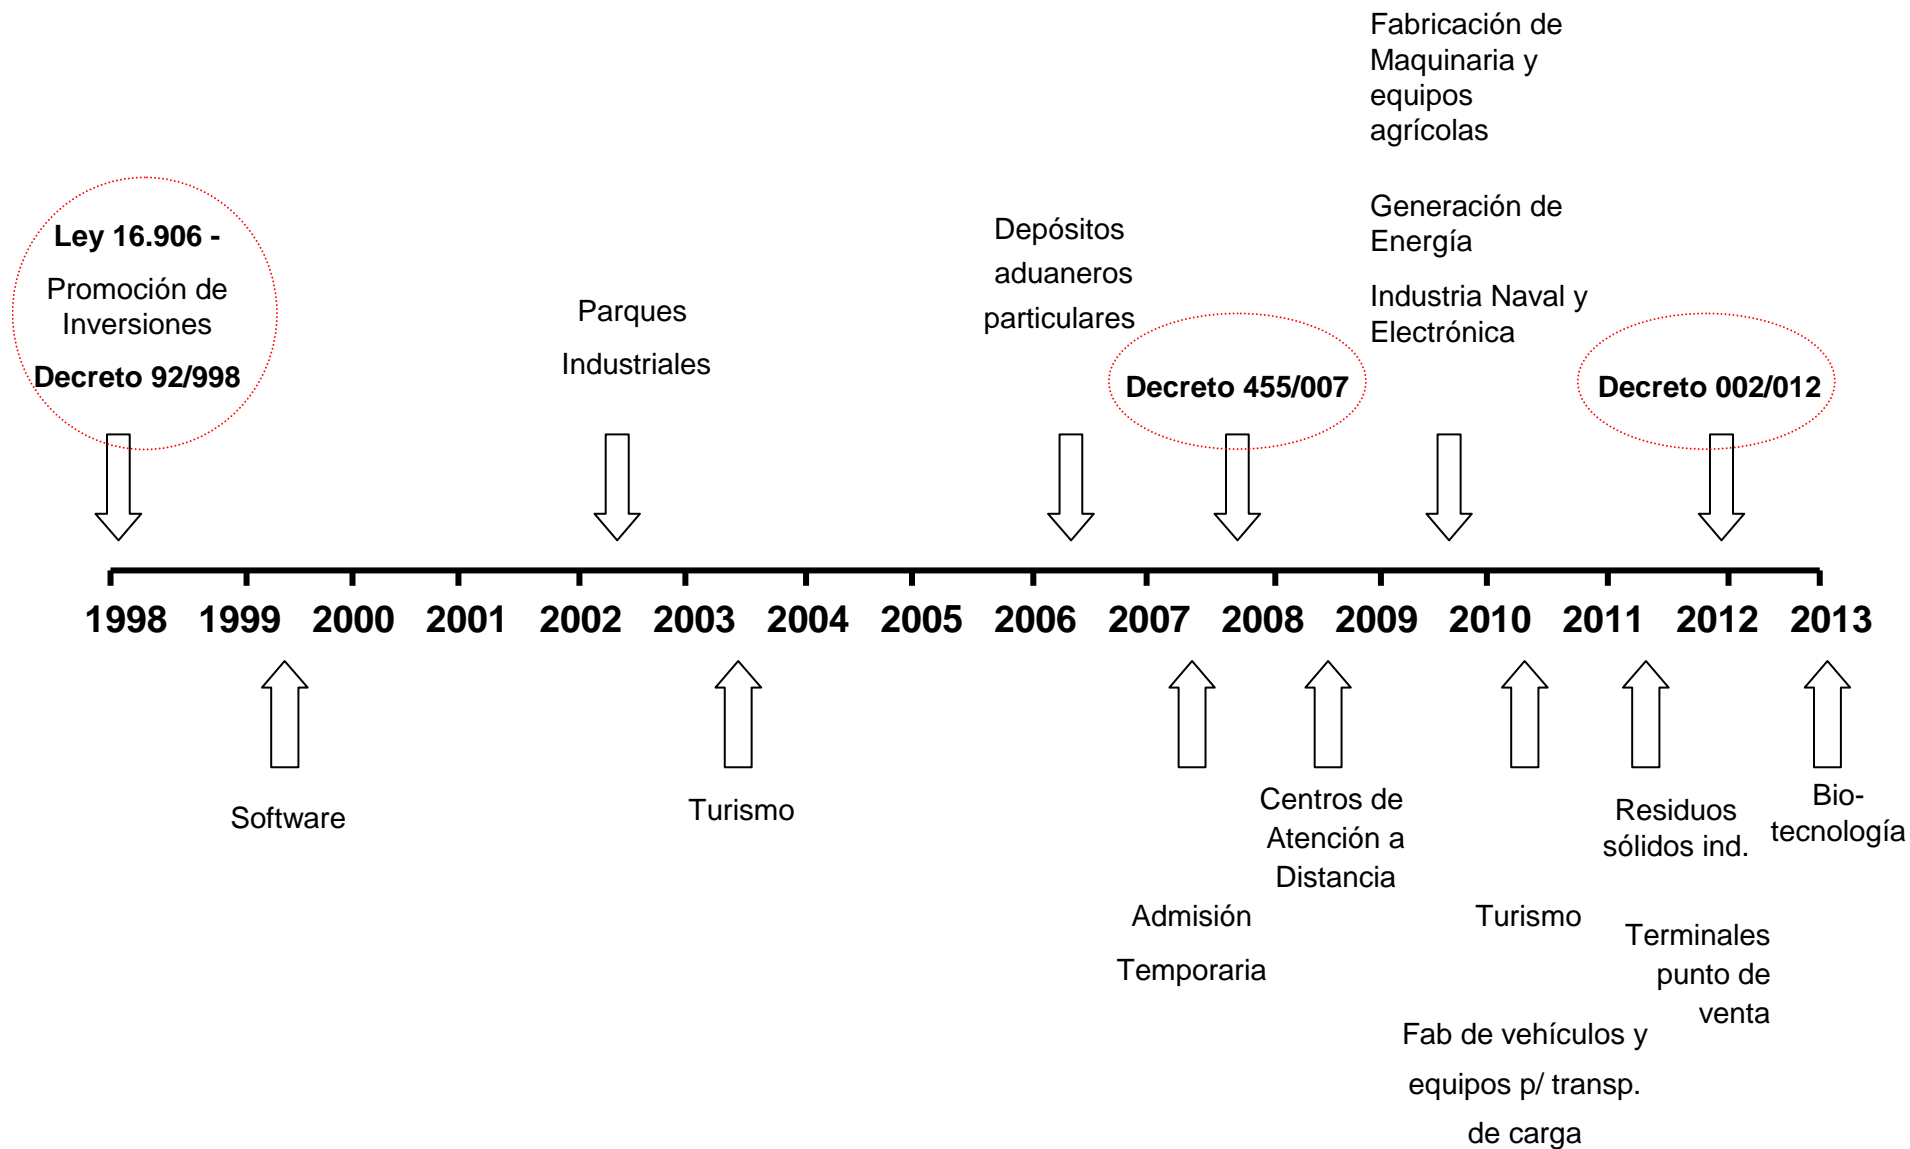 Fabricación de
Maquinaria y
equipos
agrícolas
Generación de
Energía
Industria Naval y
Electrónica
Ley 16.906 -
Promoción de
Inversiones
Decreto 92/998
Parques
Industriales
Depósitos
aduaneros
particulares
Decreto 455/007
Decreto 002/012
1998 1999 2000 2001 2002 2003 2004 2005 2006 2007 2008 2009 2010 2011 2012 2013
Software
Turismo
Admisión
Temporaria
Centros de
Atención a
Distancia
Turismo
Fab de vehículos y
equipos p/ transp.
de carga
Residuos
sólidos ind.
Terminales
punto de
venta
Bio-
tecnología